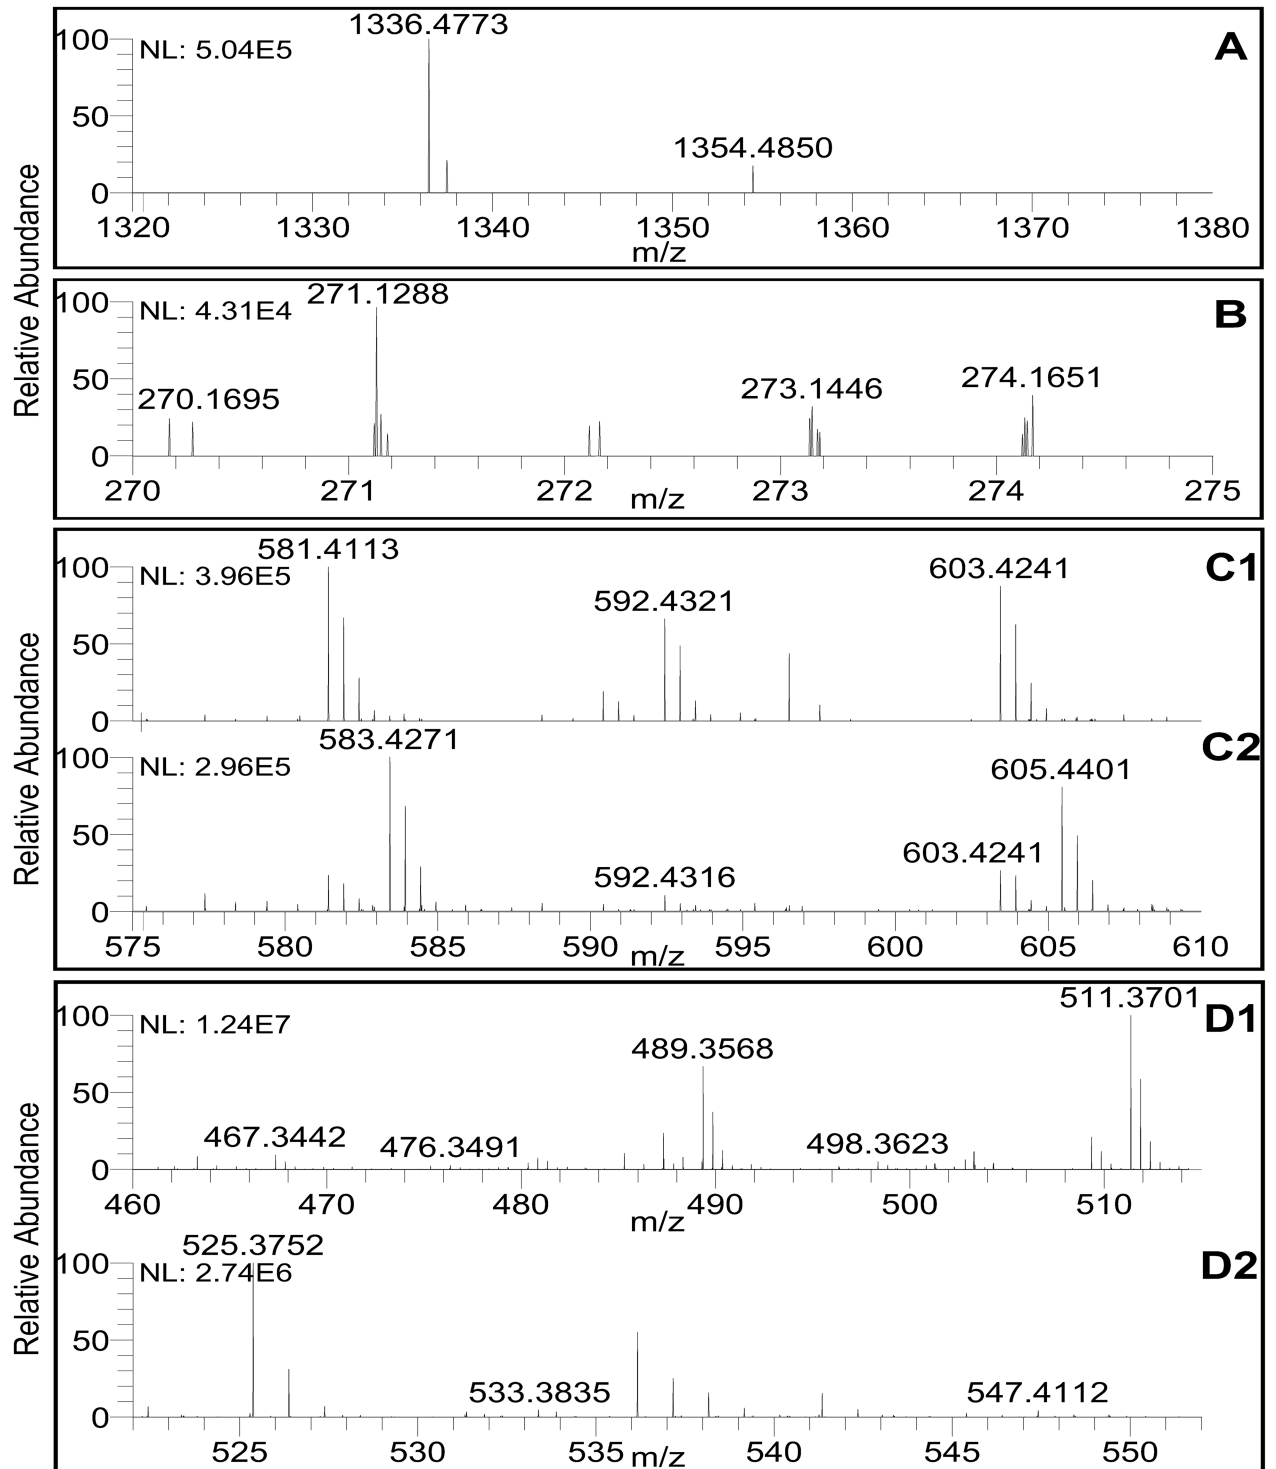 Relative Abundance
A
1336.4773
NL: 5.04E5
1354.4850
100
50
0
1320 1330 1340 1350 1360 1370 1380
m/z
B
271.1288
NL: 4.31E4
270.1695
273.1446
274.1651
100
50
0
270 271 272 273 274 275
m/z
Relative Abundance
C1
581.4113
NL: 3.96E5
592.4321
603.4241
100
50
0
C2
583.4271
NL: 2.96E5
592.4316
603.4241
605.4401
100
50
0
575 580 585 590 595 600 605 610
m/z
Relative Abundance
D1
511.3701
NL: 1.24E7
489.3568
467.3442
476.3491
498.3623
100
50
0
460 470 480 490 500 510
m/z
D2
525.3752
NL: 2.74E6
533.3835
547.4112
100
50
0
525 530 535 540 545 550
m/z